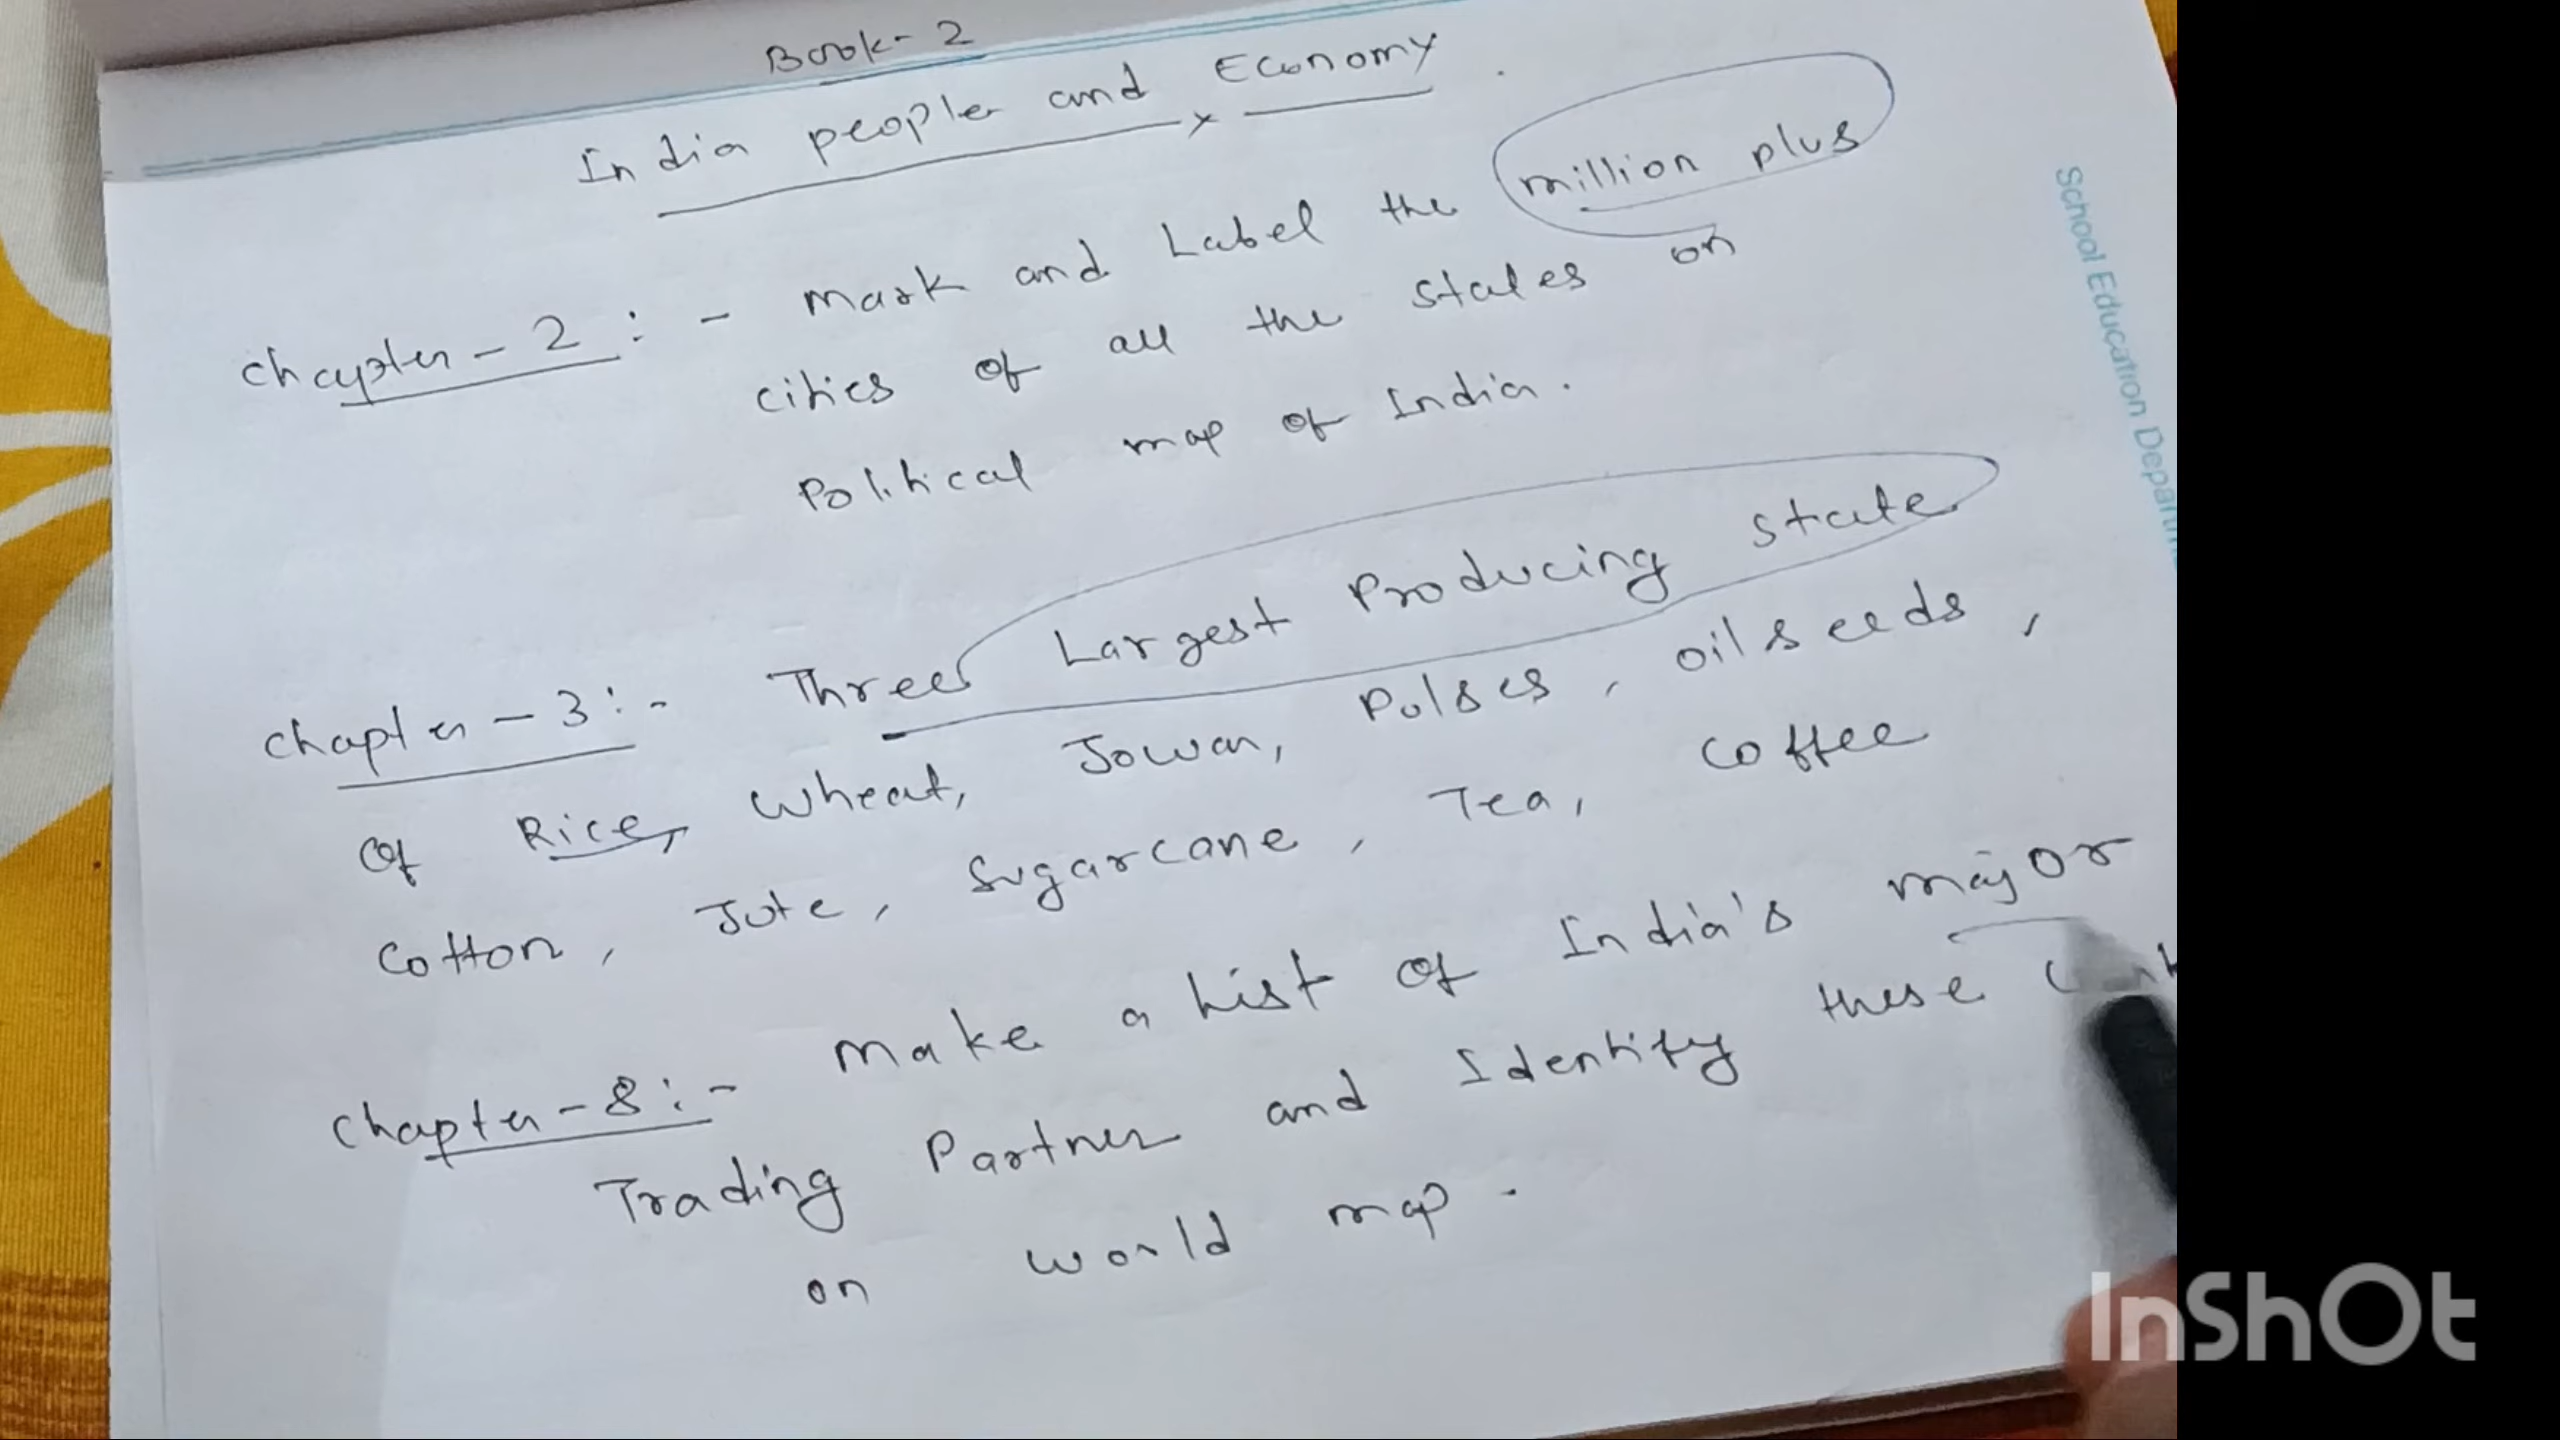 Book-2
India people and Economy
Chapter-2:- Mark and Label the million plus
cities of all the states on
Political map of India.
Chapter-3:- Three Largest Producing state
of Rice, Wheat, Jowar, Pulses, oilseeds,
Cotton, Jute, Sugarcane, Tea, Coffee
Chapter-8:- Make a List of India's major
Trading Partner and Identify these
on world map.
School Education
InShOt